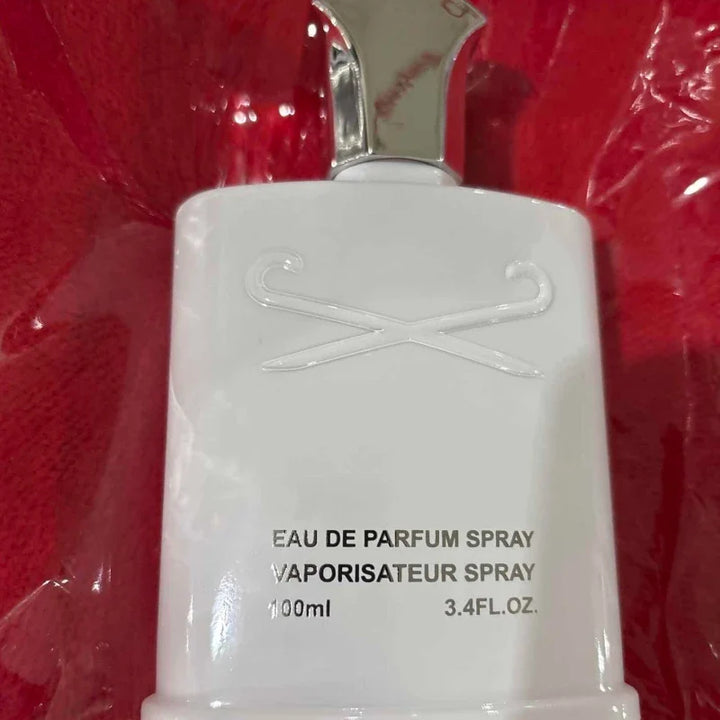 EAU DE PARFUM SPRAY
VAPORISATEUR SPRAY
100ml 3.4FL.OZ.